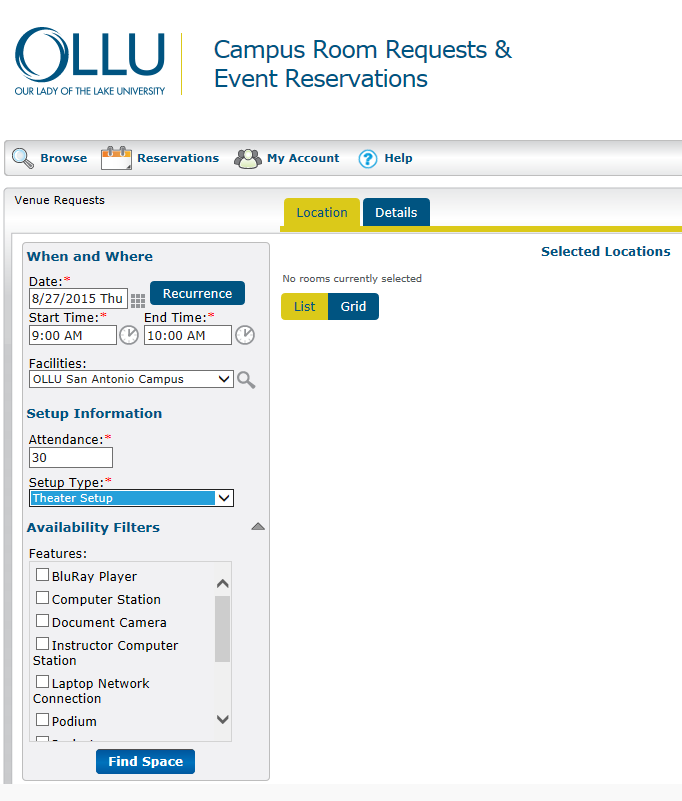 OLLU
OUR LADY OF THE LAKE UNIVERSITY
Campus Room Requests &
Event Reservations
Browse Reservations My Account ? Help
Venue Requests
Location Details
When and Where
Selected Locations
Date:*
No rooms currently selected
8/27/2015 Thu Recurrence
List Grid
Start Time:* End Time:*
9:00 AM 10:00 AM
Facilities:
OLLU San Antonio Campus
Setup Information
Attendance:*
30
Setup Type:*
Theater Setup
Availability Filters
Features:
BluRay Player
Computer Station
Document Camera
Instructor Computer
Station
Laptop Network
Connection
Podium
Find Space